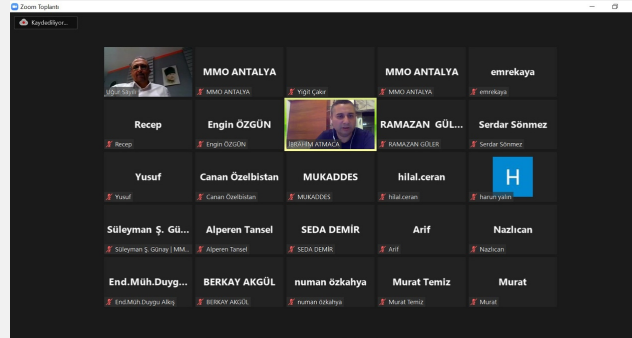 Zoom Toplantı
Kaydediliyor...
Uğur Sayın
MMO ANTALYA
MMO ANTALYA
Yiğit Çakır
MMO ANTALYA
MMO ANTALYA
emrekaya
emrekaya
Recep
Recep
Engin ÖZGÜN
Engin ÖZGÜN
İBRAHİM ATMACA
RAMAZAN GÜL...
RAMAZAN GÜLER
Serdar Sönmez
Serdar Sönmez
Yusuf
Yusuf
Canan Özelbistan
Canan Özelbistan
MUKADDES
MUKADDES
hilal.ceran
hilal.ceran
H
harun yalın
Süleyman Ş. Gü...
Süleyman Ş. Günay | MM...
Alperen Tansel
Alperen Tansel
SEDA DEMİR
SEDA DEMİR
Arif
Arif
Nazlıcan
Nazlıcan
End.Müh.Duyg...
End.Müh.Duygu Alkış
BERKAY AKGÜL
BERKAY AKGÜL
numan özkahya
numan özkahya
Murat Temiz
Murat Temiz
Murat
Murat